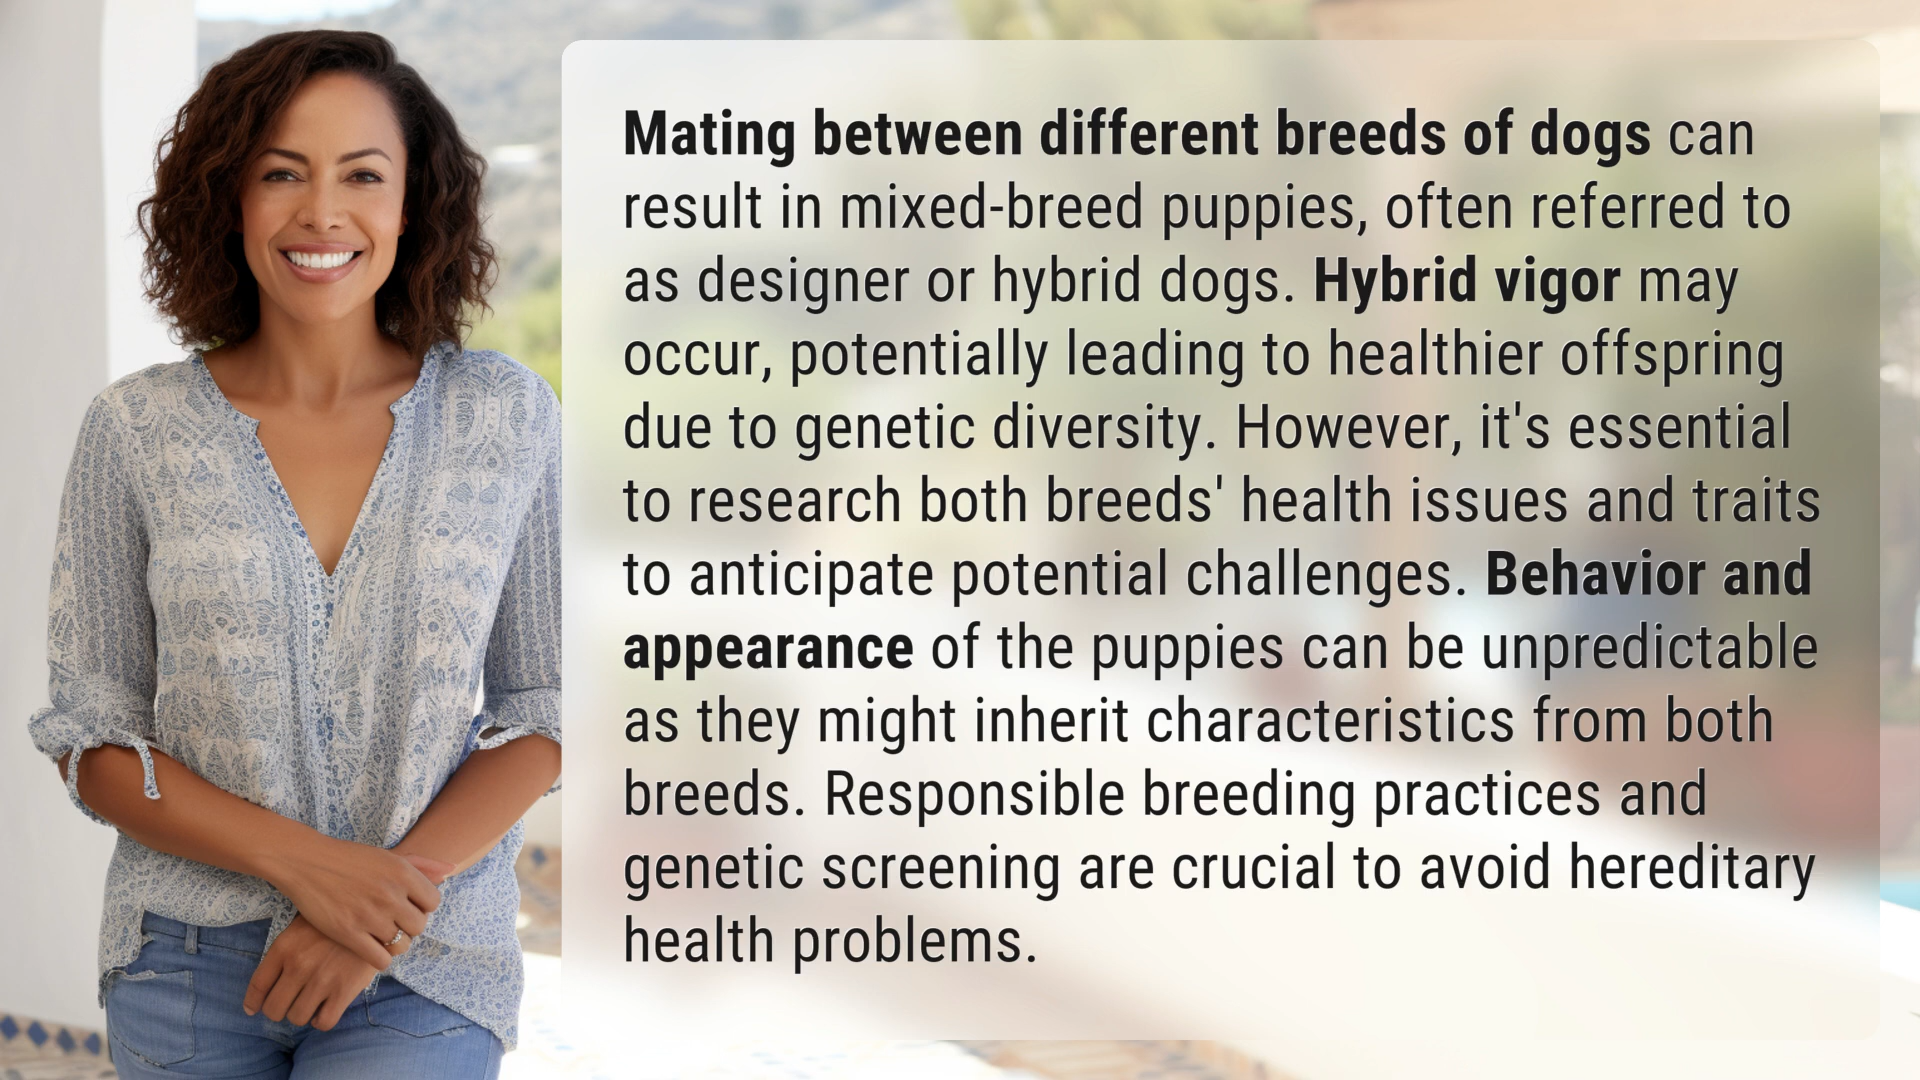 Mating between different breeds of dogs can
result in mixed-breed puppies, often referred to
as designer or hybrid dogs. Hybrid vigor may
occur, potentially leading to healthier offspring
due to genetic diversity. However, it's essential
to research both breeds' health issues and traits
to anticipate potential challenges. Behavior and
appearance of the puppies can be unpredictable
as they might inherit characteristics from both
breeds. Responsible breeding practices and
genetic screening are crucial to avoid hereditary
health problems.